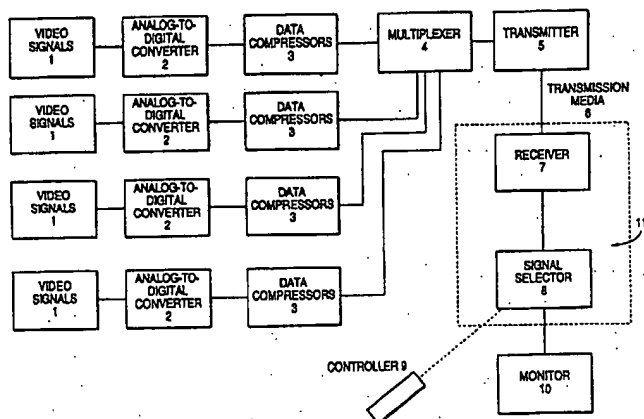 VIDEO
SIGNALS
1
ANALOG-TO-
DIGITAL
CONVERTER
2
DATA
COMPRESSORS
3
MULTIPLEXER
4
TRANSMITTER
5
VIDEO
SIGNALS
1
ANALOG-TO-
DIGITAL
CONVERTER
2
DATA
COMPRESSORS
3
TRANSMISSION
MEDIA
6
VIDEO
SIGNALS
1
ANALOG-TO-
DIGITAL
CONVERTER
2
DATA
COMPRESSORS
3
RECEIVER
7
11
VIDEO
SIGNALS
1
ANALOG-TO-
DIGITAL
CONVERTER
2
DATA
COMPRESSORS
3
SIGNAL
SELECTOR
8
CONTROLLER 9
MONITOR
10